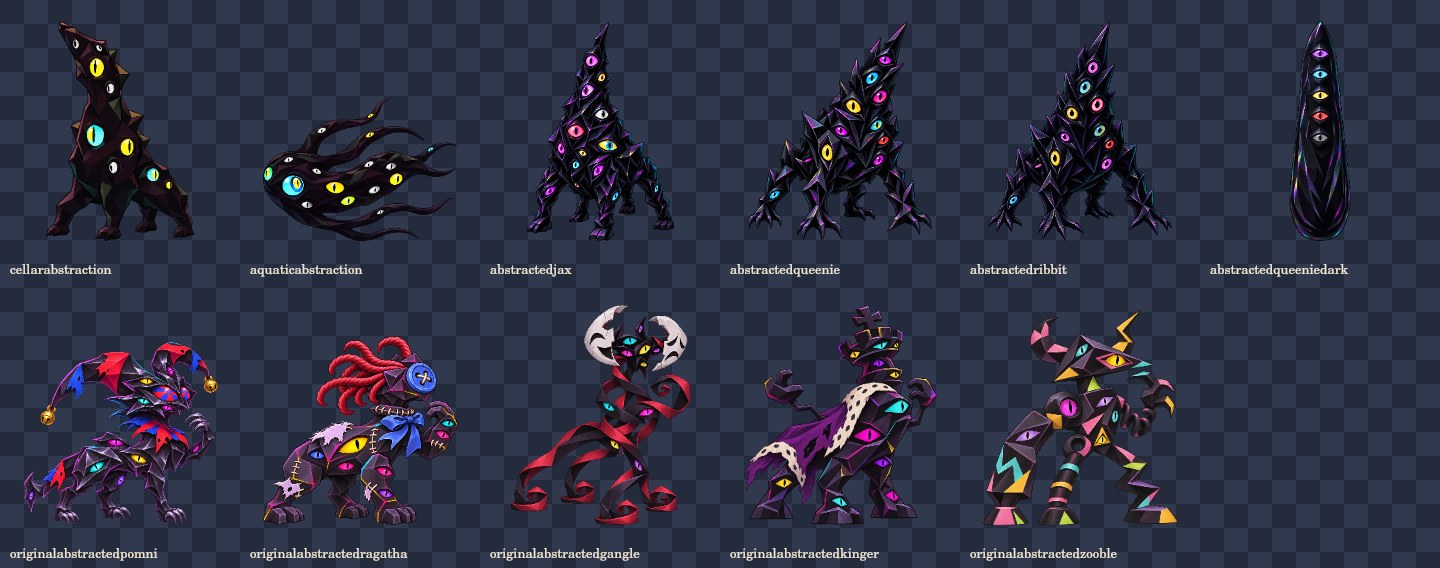 cellarabstraction
aquaticabstraction
abstractedjax
abstractedqueenie
abstractedribbit
abstractedqueeniedark
originalabstractedpomni
originalabstractedragatha
originalabstractedgangle
originalabstractedkinger
originalabstractedzooble